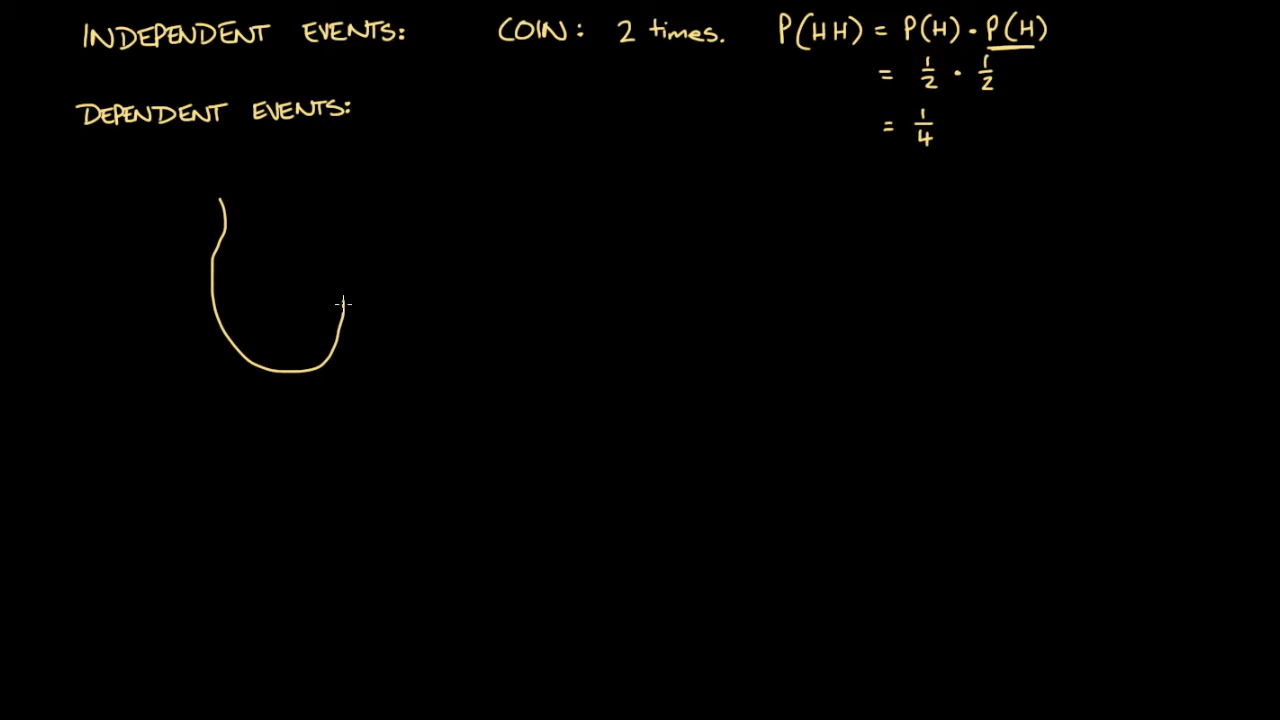 INDEPENDENT EVENTS: COIN: 2 times. P(HH) = P(H) · P(H)
= 1/2 · 1/2
DEPENDENT EVENTS:
= 1/4